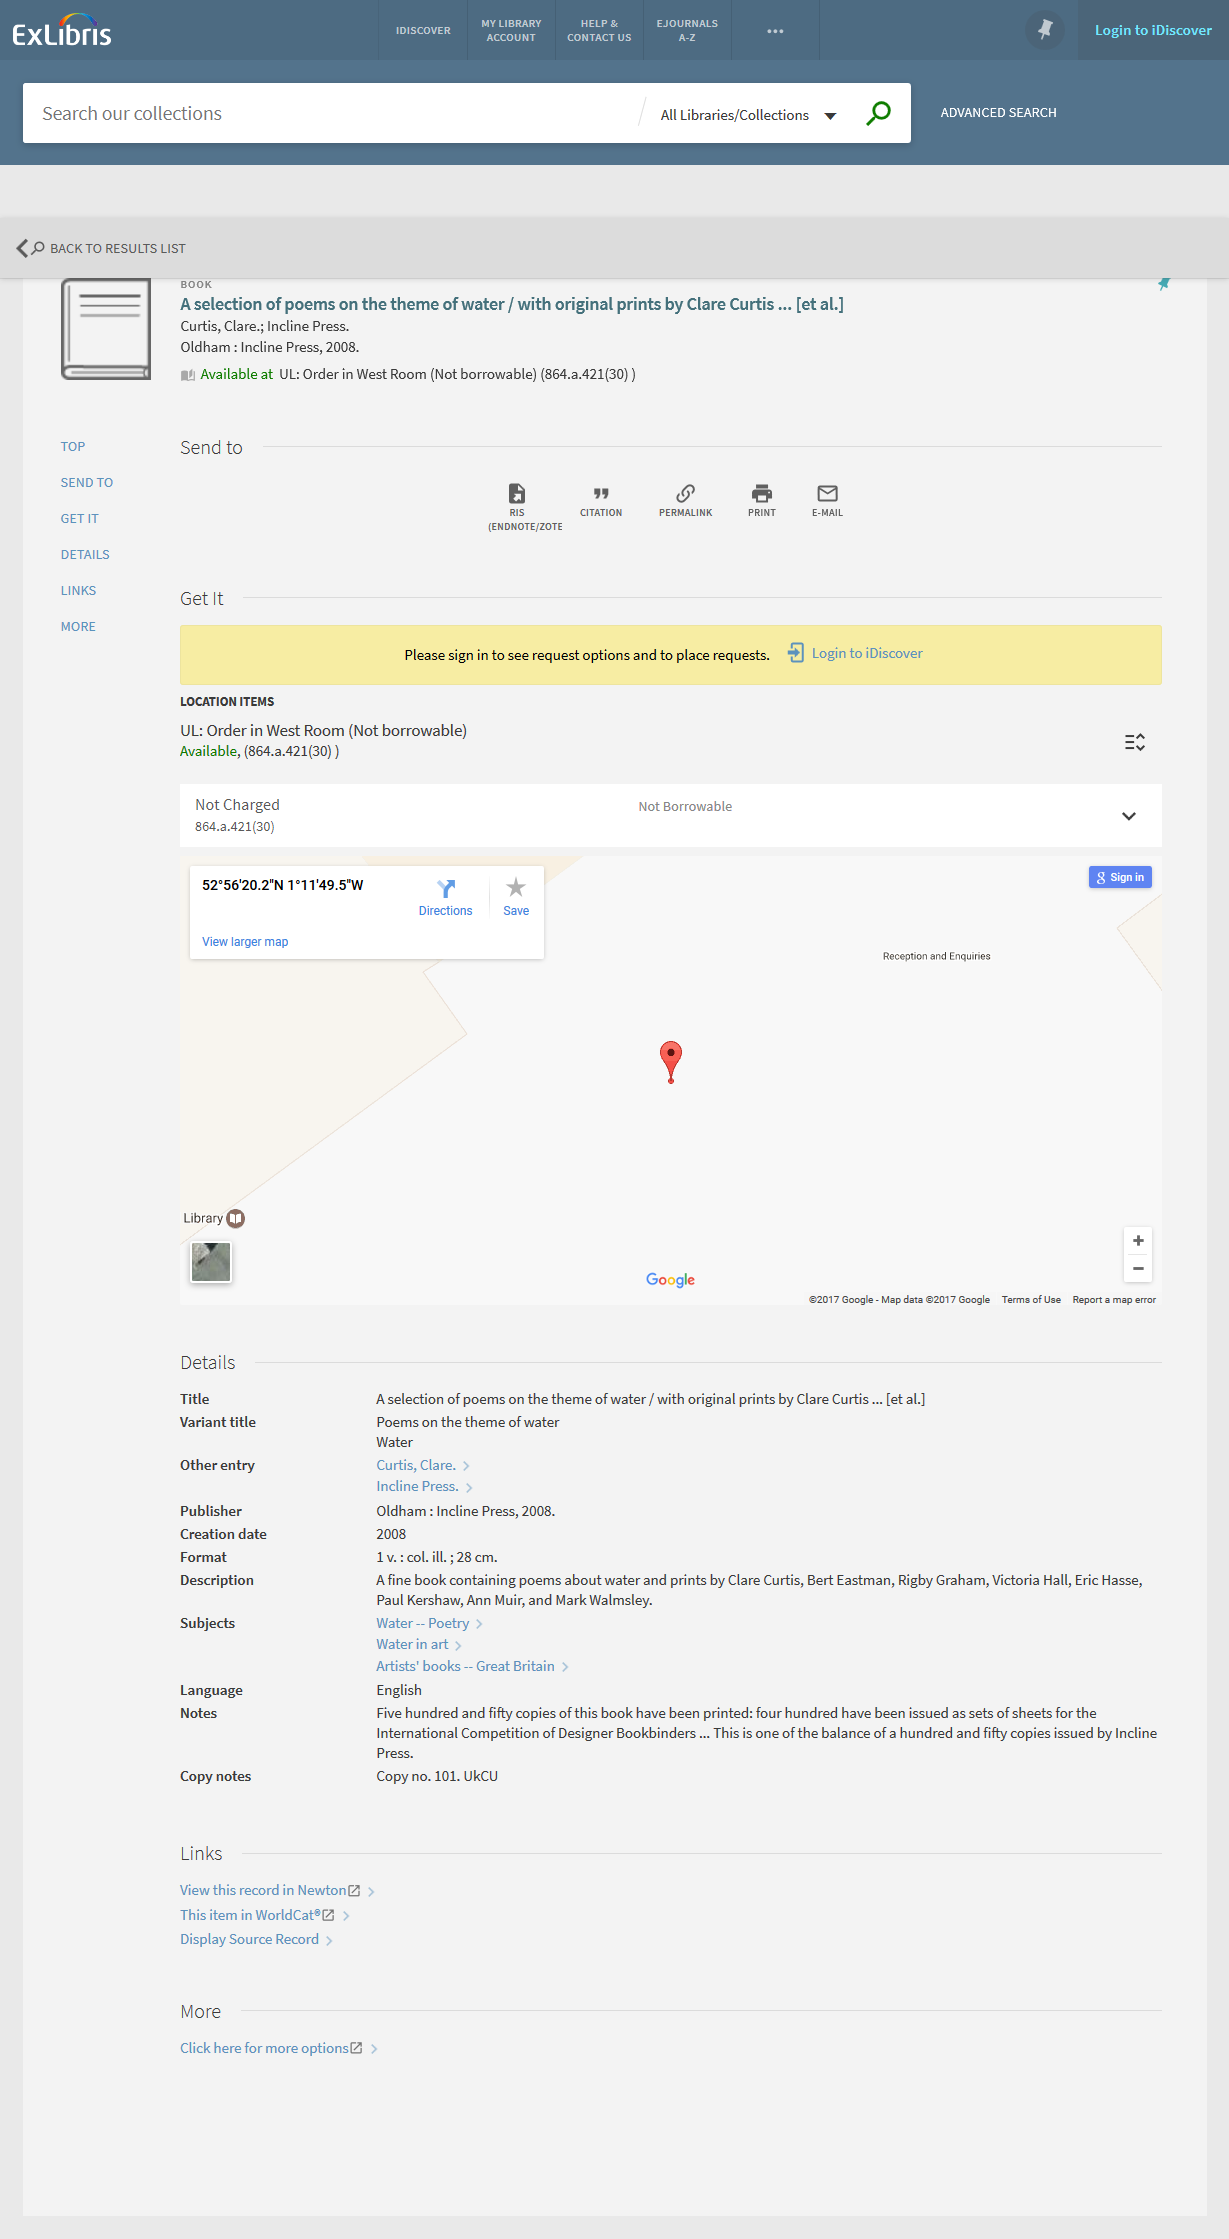 ExLibris
IDISCOVER
MY LIBRARY
ACCOUNT
HELP &
CONTACT US
EJOURNALS
A-Z
Login to iDiscover
Search our collections
All Libraries/Collections
ADVANCED SEARCH
BACK TO RESULTS LIST
BOOK
A selection of poems on the theme of water / with original prints by Clare Curtis ... [et al.]
Curtis, Clare.; Incline Press.
Oldham : Incline Press, 2008.
Available at UL: Order in West Room (Not borrowable) (864.a.421(30) )
TOP
SEND TO
GET IT
DETAILS
LINKS
MORE
Send to
RIS
(ENDNOTE/ZOTE
CITATION
PERMALINK
PRINT
E-MAIL
Get It
Please sign in to see request options and to place requests. Login to iDiscover
LOCATION ITEMS
UL: Order in West Room (Not borrowable)
Available, (864.a.421(30) )
Not Charged
864.a.421(30)
Not Borrowable
52°56'20.2"N 1°11'49.5"W
Directions
Save
View larger map
Sign in
Reception and Enquiries
Library
Google
©2017 Google - Map data ©2017 Google Terms of Use Report a map error
Details
Title A selection of poems on the theme of water / with original prints by Clare Curtis ... [et al.]
Variant title Poems on the theme of water
Water
Other entry Curtis, Clare.
Incline Press.
Publisher Oldham : Incline Press, 2008.
Creation date 2008
Format 1 v. : col. ill. ; 28 cm.
Description A fine book containing poems about water and prints by Clare Curtis, Bert Eastman, Rigby Graham, Victoria Hall, Eric Hasse,
Paul Kershaw, Ann Muir, and Mark Walmsley.
Subjects Water -- Poetry
Water in art
Artists' books -- Great Britain
Language English
Notes Five hundred and fifty copies of this book have been printed: four hundred have been issued as sets of sheets for the
International Competition of Designer Bookbinders ... This is one of the balance of a hundred and fifty copies issued by Incline
Press.
Copy notes Copy no. 101. UkCU
Links
View this record in Newton
This item in WorldCat®
Display Source Record
More
Click here for more options